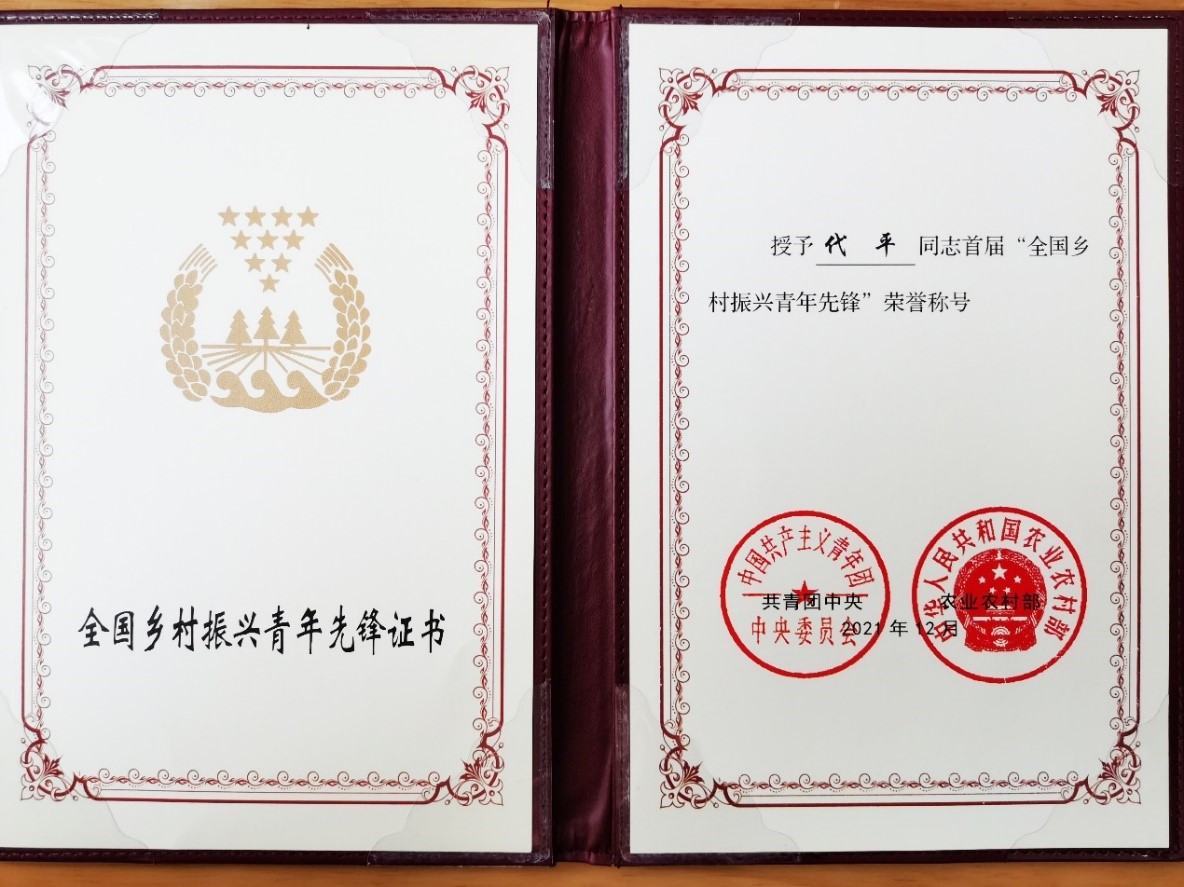 全国乡村振兴青年先锋证书
授予 代 平 同志首届“全国乡
村振兴青年先锋”荣誉称号
中国共产主义青年团
中央委员会
中华人民共和国农业农村部
共青团中央 农业农村部
2021年12月